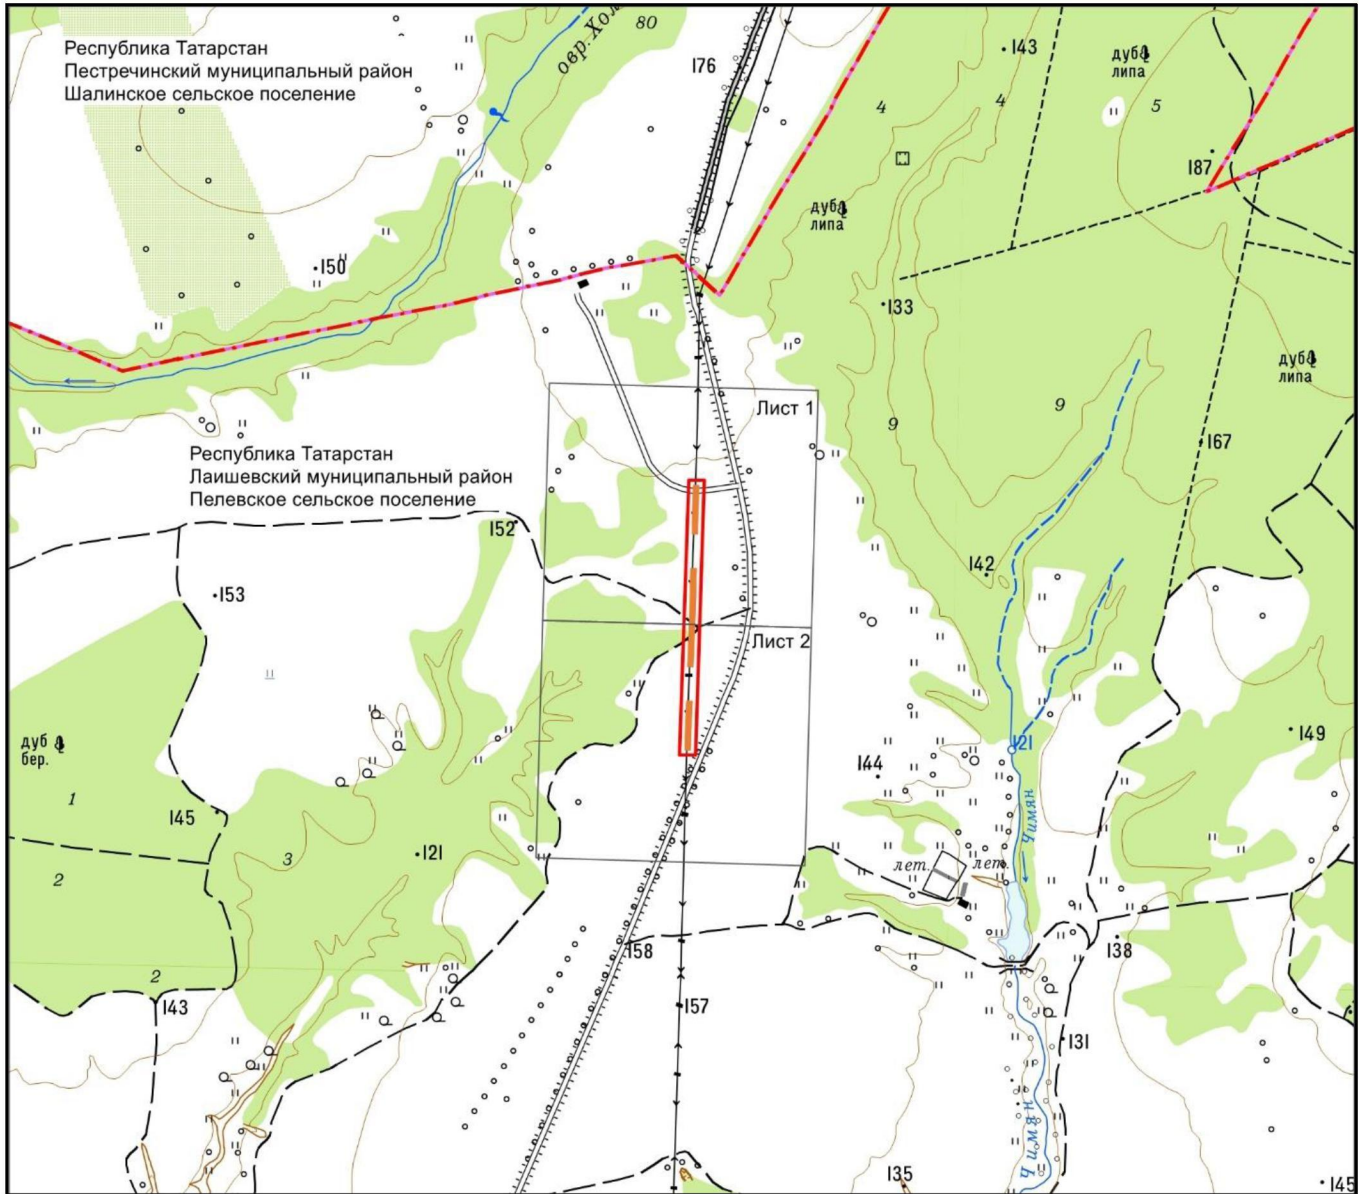 Республика Татарстан
Пестречинский муниципальный район
Шалинское сельское поселение
овр. Хол
80
176
143
4
4
дуб
липа
5
187
дуб
липа
150
133
дуб
липа
9
9
167
Лист 1
Республика Татарстан
Лаишевский муниципальный район
Пелевское сельское поселение
152
142
153
Лист 2
дуб
бер.
121
149
144
1
145
Чимян
3
121
лет.
лет.
2
158
138
2
143
157
131
Чимян
135
145